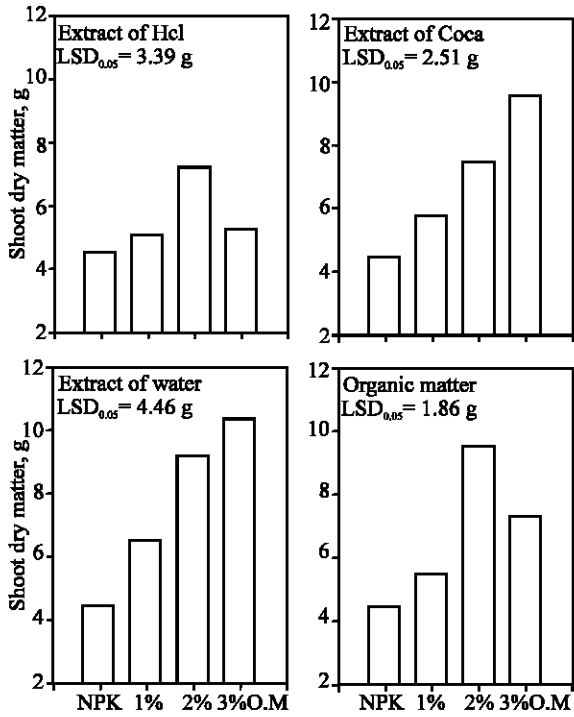 Extract of Hcl
LSD0.05= 3.39 g
Shoot dry matter, g
12
10
8
6
4
2
Extract of Coca
LSD0.05= 2.51 g
12
10
8
6
4
2
Extract of water
LSD0.05= 4.46 g
Shoot dry matter, g
12
10
8
6
4
2
NPK 1% 2% 3%O.M
Organic matter
LSD0.05= 1.86 g
12
10
8
6
4
2
NPK 1% 2% 3%O.M